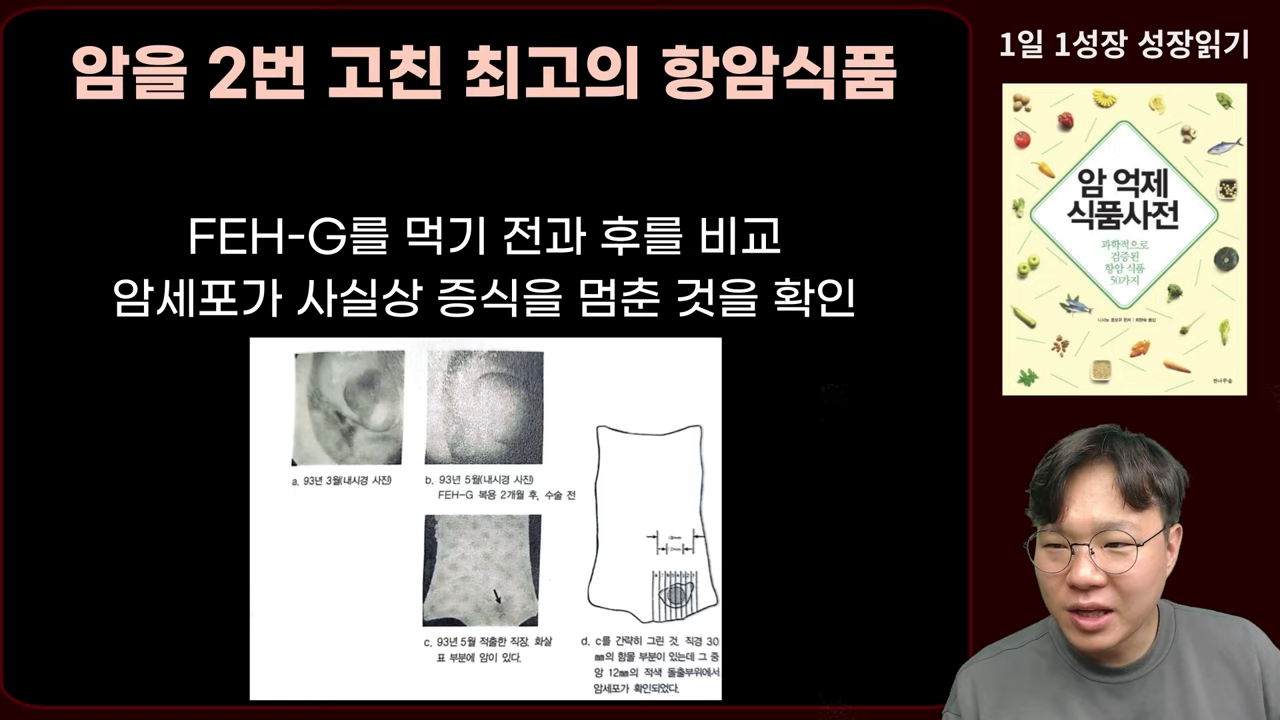 암을 2번 고친 최고의 항암식품
1일 1성장 성장읽기
암 억제
식품사전
과학적으로
검증된
항암 식품
50가지
전나무숲
FEH-G를 먹기 전과 후를 비교
암세포가 사실상 증식을 멈춘 것을 확인
a. 93년 3월(내시경 사진)
b. 93년 5월(내시경 사진)
FEH-G 복용 2개월 후, 수술 전
c. 93년 5월 적출한 직장, 화살
표 부분에 암이 있다.
d. c를 간략히 그린 것. 직경 30
㎜의 함몰 부분이 있는데 그 중
앙 12㎜의 적색 돌출부위에서
암세포가 확인되었다.